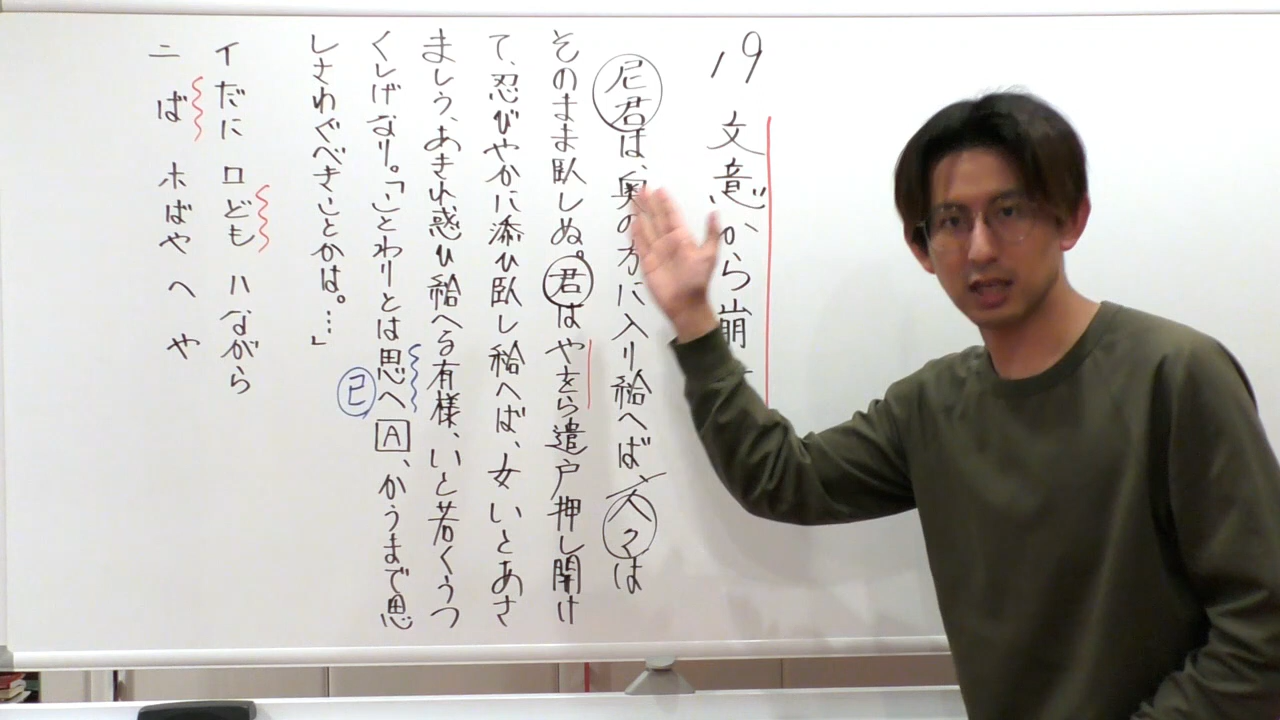 19 文意から崩
尼君は、奥の方に入り給へば、人々は
そのまま臥しぬ。君はやをら遣戸押し開け
て、忍びやかに添ひ臥し給へば、女いとあさ
ましう、あきれ惑ひ給へる有様、いと若くうつ
くしげなり。「ことわりとは思へ A 、かうまで思
しさわぐべきことかは。…」
已
イ だに ロ ども ハ ながら
ニ ば ホ ばや ヘ や